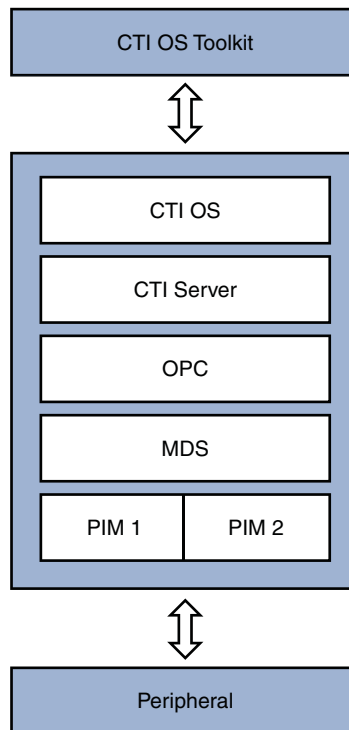 CTI OS Toolkit
CTI OS
CTI Server
OPC
MDS
PIM 1 PIM 2
Peripheral